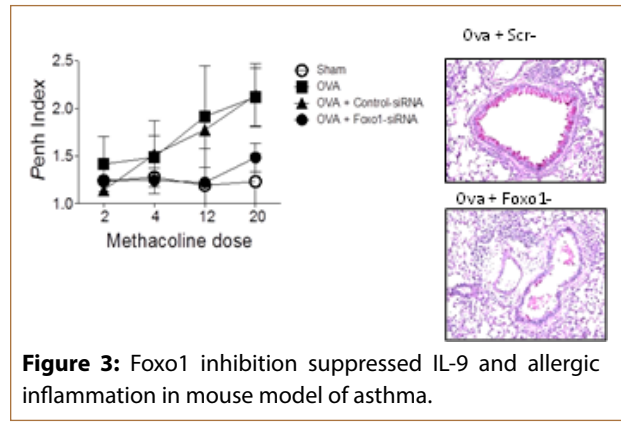 Ova + Scr-
2.5
2.0
1.5
1.0
Penh Index
2 4 12 20
Methacoline dose
Sham
OVA
OVA + Control-siRNA
OVA + Foxo1-siRNA
Ova + Foxo1-
Figure 3: Foxo1 inhibition suppressed IL-9 and allergic
inflammation in mouse model of asthma.